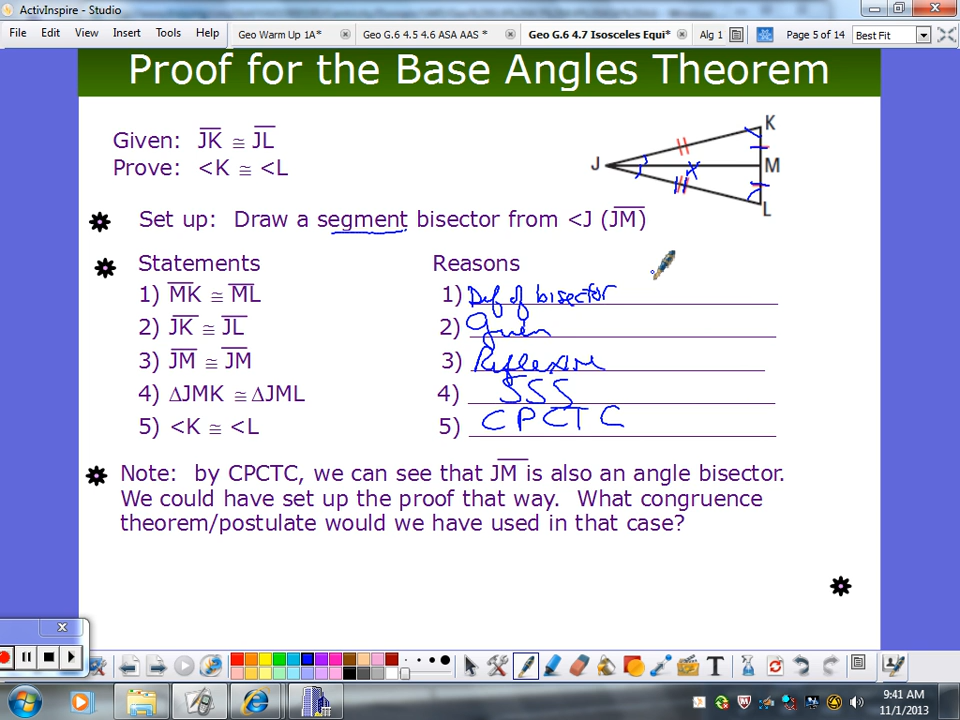 ActivInspire - Studio
File Edit View Insert Tools Help Geo Warm Up 1A* Geo G.6 4.5 4.6 ASA AAS * Geo G.6 4.7 Isosceles Equi* Alg 1 Page 5 of 14 Best Fit
Proof for the Base Angles Theorem
Given: JK ≅ JL
Prove: <K ≅ <L
K
J
M
L
Set up: Draw a segment bisector from <J (JM)
Statements Reasons
1) MK ≅ ML 1) Def of bisector
2) JK ≅ JL 2) Given
3) JM ≅ JM 3) Reflexive
4) ΔJMK ≅ ΔJML 4) SSS
5) <K ≅ <L 5) CPCTC
Note: by CPCTC, we can see that JM is also an angle bisector.
We could have set up the proof that way. What congruence
theorem/postulate would we have used in that case?
9:41 AM
11/1/2013